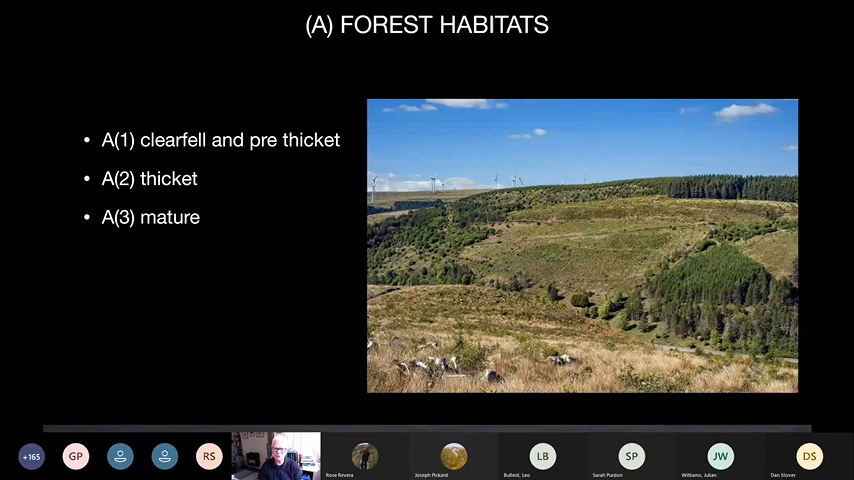 (A) FOREST HABITATS
• A(1) clearfell and pre thicket
• A(2) thicket
• A(3) mature
+165
GP
RS
LB
SP
JW
DS
Rose Revera
Joseph Pickard
Bulleid, Leo
Sarah Purdon
Williams, Julian
Dan Stover